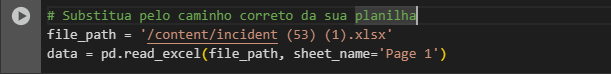 # Substitua pelo caminho correto da sua planilha
file_path = '/content/incident (53) (1).xlsx'
data = pd.read_excel(file_path, sheet_name='Page 1')